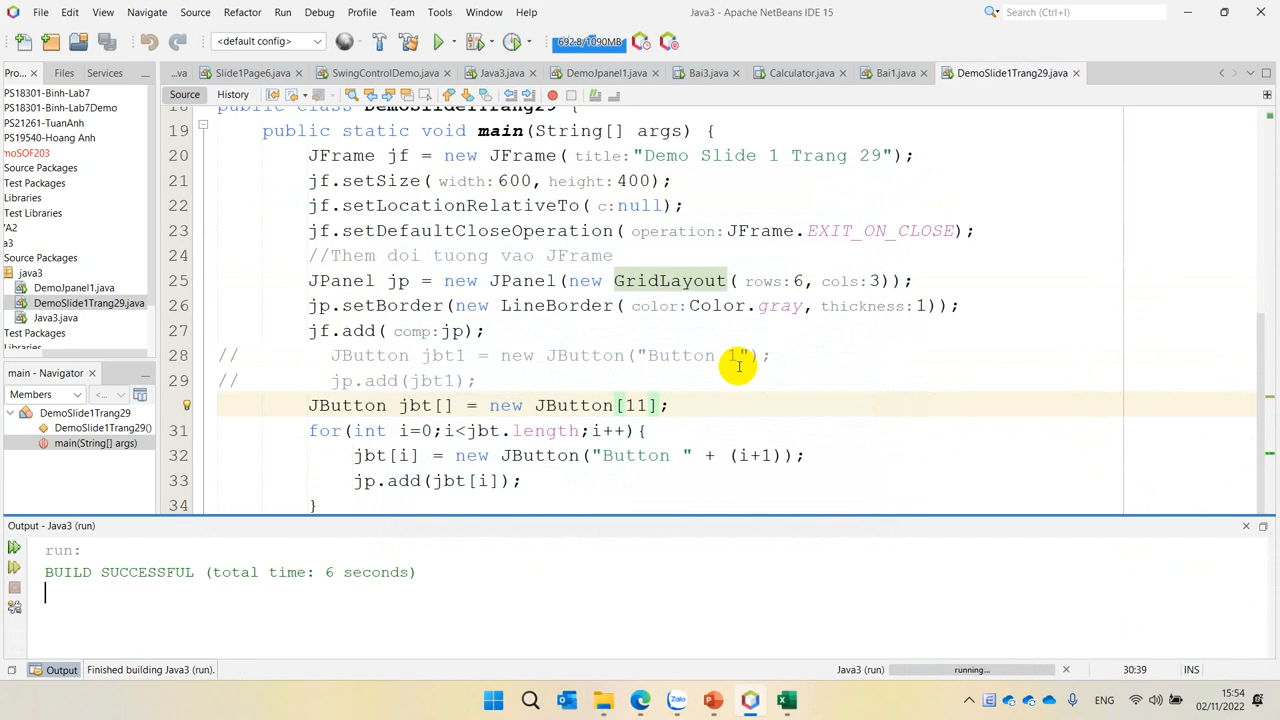 File Edit View Navigate Source Refactor Run Debug Profile Team Tools Window Help
Java3 - Apache NetBeans IDE 15
Search (Ctrl+I)
<default config>
692.8/1090MB
Pro... Files Services
...va Slide1Page6.java SwingControlDemo.java Java3.java DemoJpanel1.java Bai3.java Calculator.java Bai1.java DemoSlide1Trang29.java
Source History
PS18301-Binh-Lab7
PS18301-Binh-Lab7Demo
PS21261-TuanAnh
PS19540-Hoang Anh
moSOF203
Source Packages
Test Packages
Libraries
Test Libraries
/A2
a3
Source Packages
java3
DemoJpanel1.java
DemoSlide1Trang29.java
Java3.java
Test Packages
Libraries
main - Navigator
Members <...>
DemoSlide1Trang29
DemoSlide1Trang29()
main(String[] args)
18 public class DemoSlide1Trang29 {
19 public static void main(String[] args) {
20 JFrame jf = new JFrame( title:"Demo Slide 1 Trang 29");
21 jf.setSize( width:600, height:400);
22 jf.setLocationRelativeTo( c:null);
23 jf.setDefaultCloseOperation( operation:JFrame.EXIT_ON_CLOSE);
24 //Them doi tuong vao JFrame
25 JPanel jp = new JPanel(new GridLayout( rows:6, cols:3));
26 jp.setBorder(new LineBorder( color:Color.gray, thickness:1));
27 jf.add( comp:jp);
28 // JButton jbt1 = new JButton("Button 1");
29 // jp.add(jbt1);
JButton jbt[] = new JButton[11];
31 for(int i=0;i<jbt.length;i++){
32 jbt[i] = new JButton("Button " + (i+1));
33 jp.add(jbt[i]);
34 }
Output - Java3 (run)
run:
BUILD SUCCESSFUL (total time: 6 seconds)
Output Finished building Java3 (run). Java3 (run) running... 30:39 INS
Zalo
ENG
15:54
02/11/2022